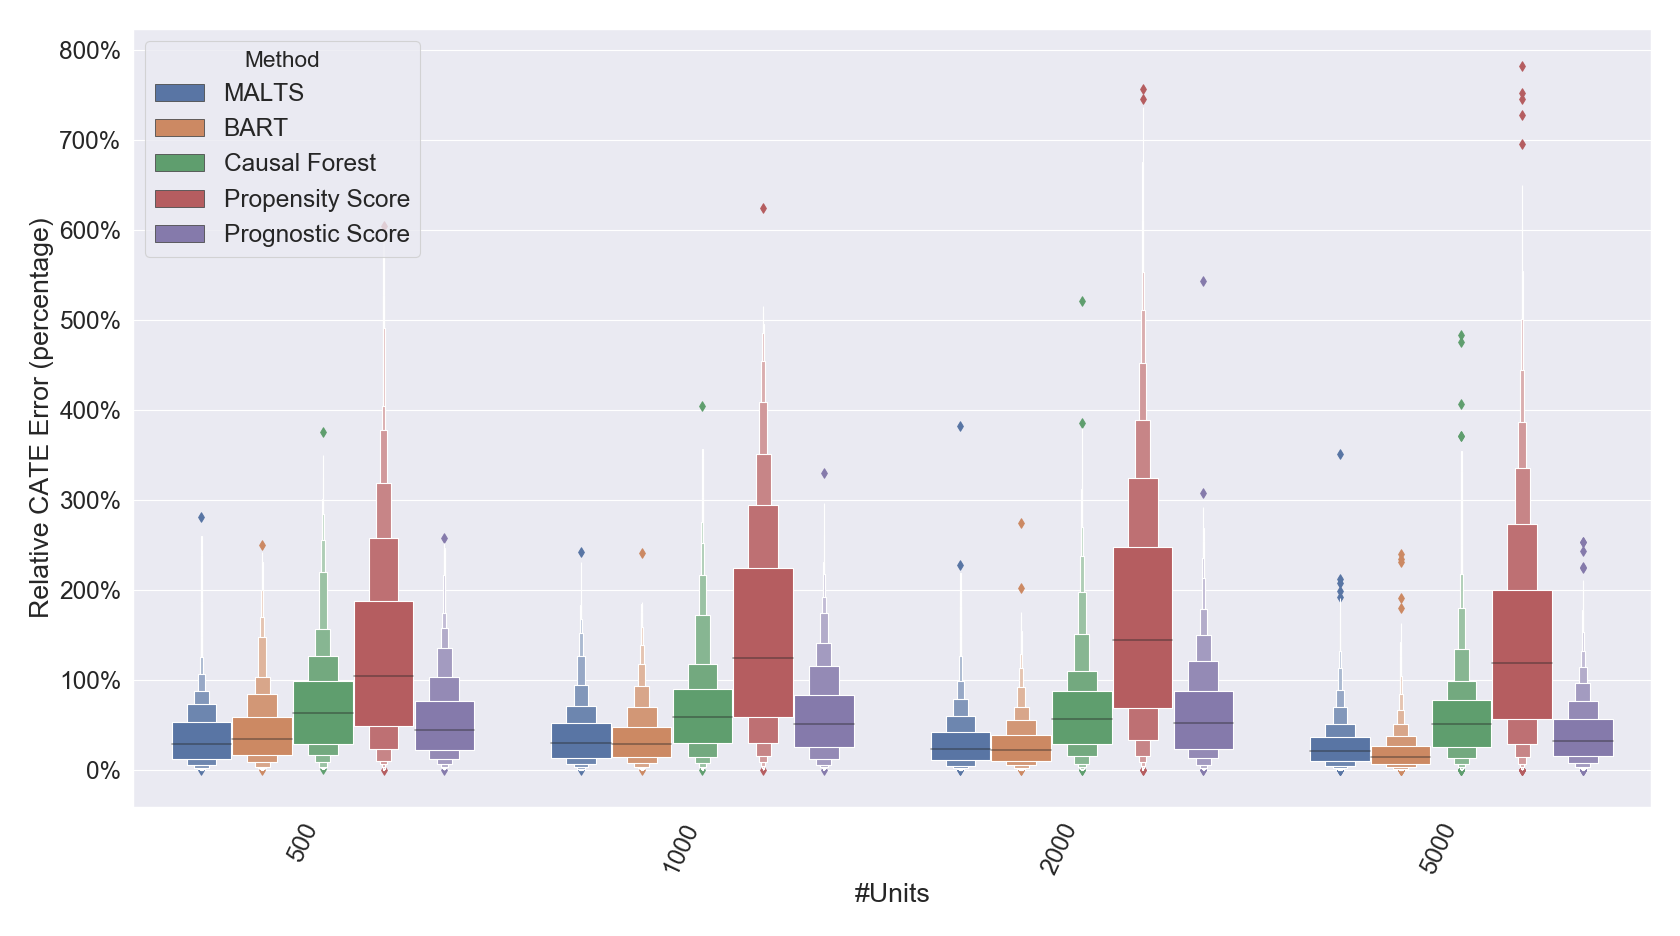 Relative CATE Error (percentage)
800%
700%
600%
500%
400%
300%
200%
100%
0%
Method
MALTS
BART
Causal Forest
Propensity Score
Prognostic Score
500
1000
2000
5000
#Units